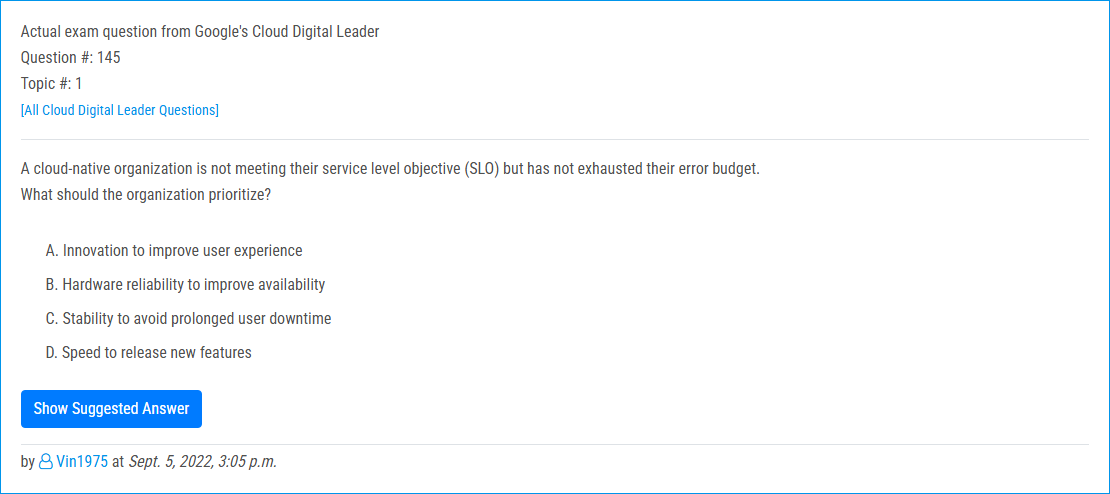 Actual exam question from Google's Cloud Digital Leader
Question #: 145
Topic #: 1
[All Cloud Digital Leader Questions]
A cloud-native organization is not meeting their service level objective (SLO) but has not exhausted their error budget.
What should the organization prioritize?
A. Innovation to improve user experience
B. Hardware reliability to improve availability
C. Stability to avoid prolonged user downtime
D. Speed to release new features
Show Suggested Answer
by Vin1975 at Sept. 5, 2022, 3:05 p.m.